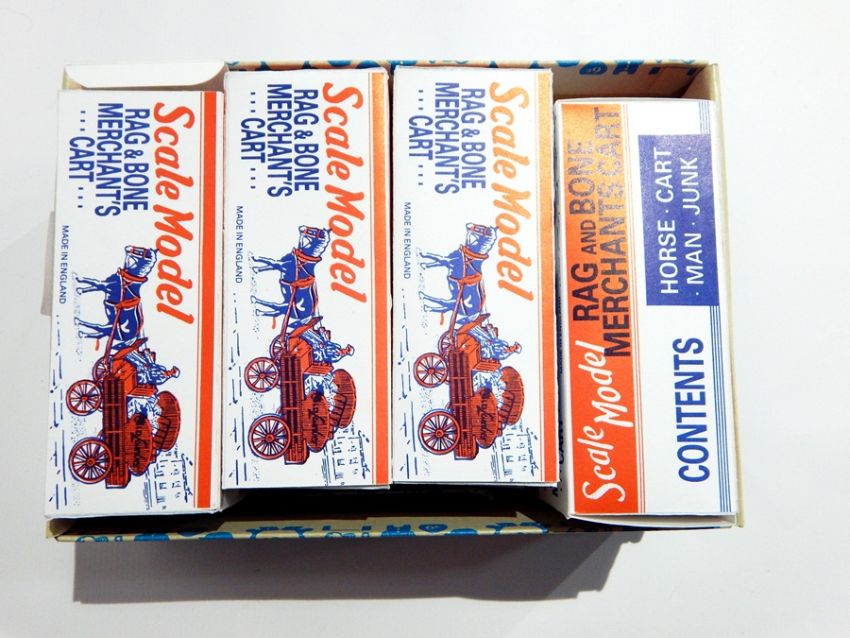 Scale Model
RAG & BONE
MERCHANT'S
... CART ...
MADE IN ENGLAND
Scale Model
RAG & BONE
MERCHANT'S
... CART ...
MADE IN ENGLAND
Scale Model
RAG & BONE
MERCHANT'S
... CART ...
MADE IN ENGLAND
Scale Model RAG AND BONE
MERCHANTS CART
CONTENTS
HORSE · CART
· MAN JUNK